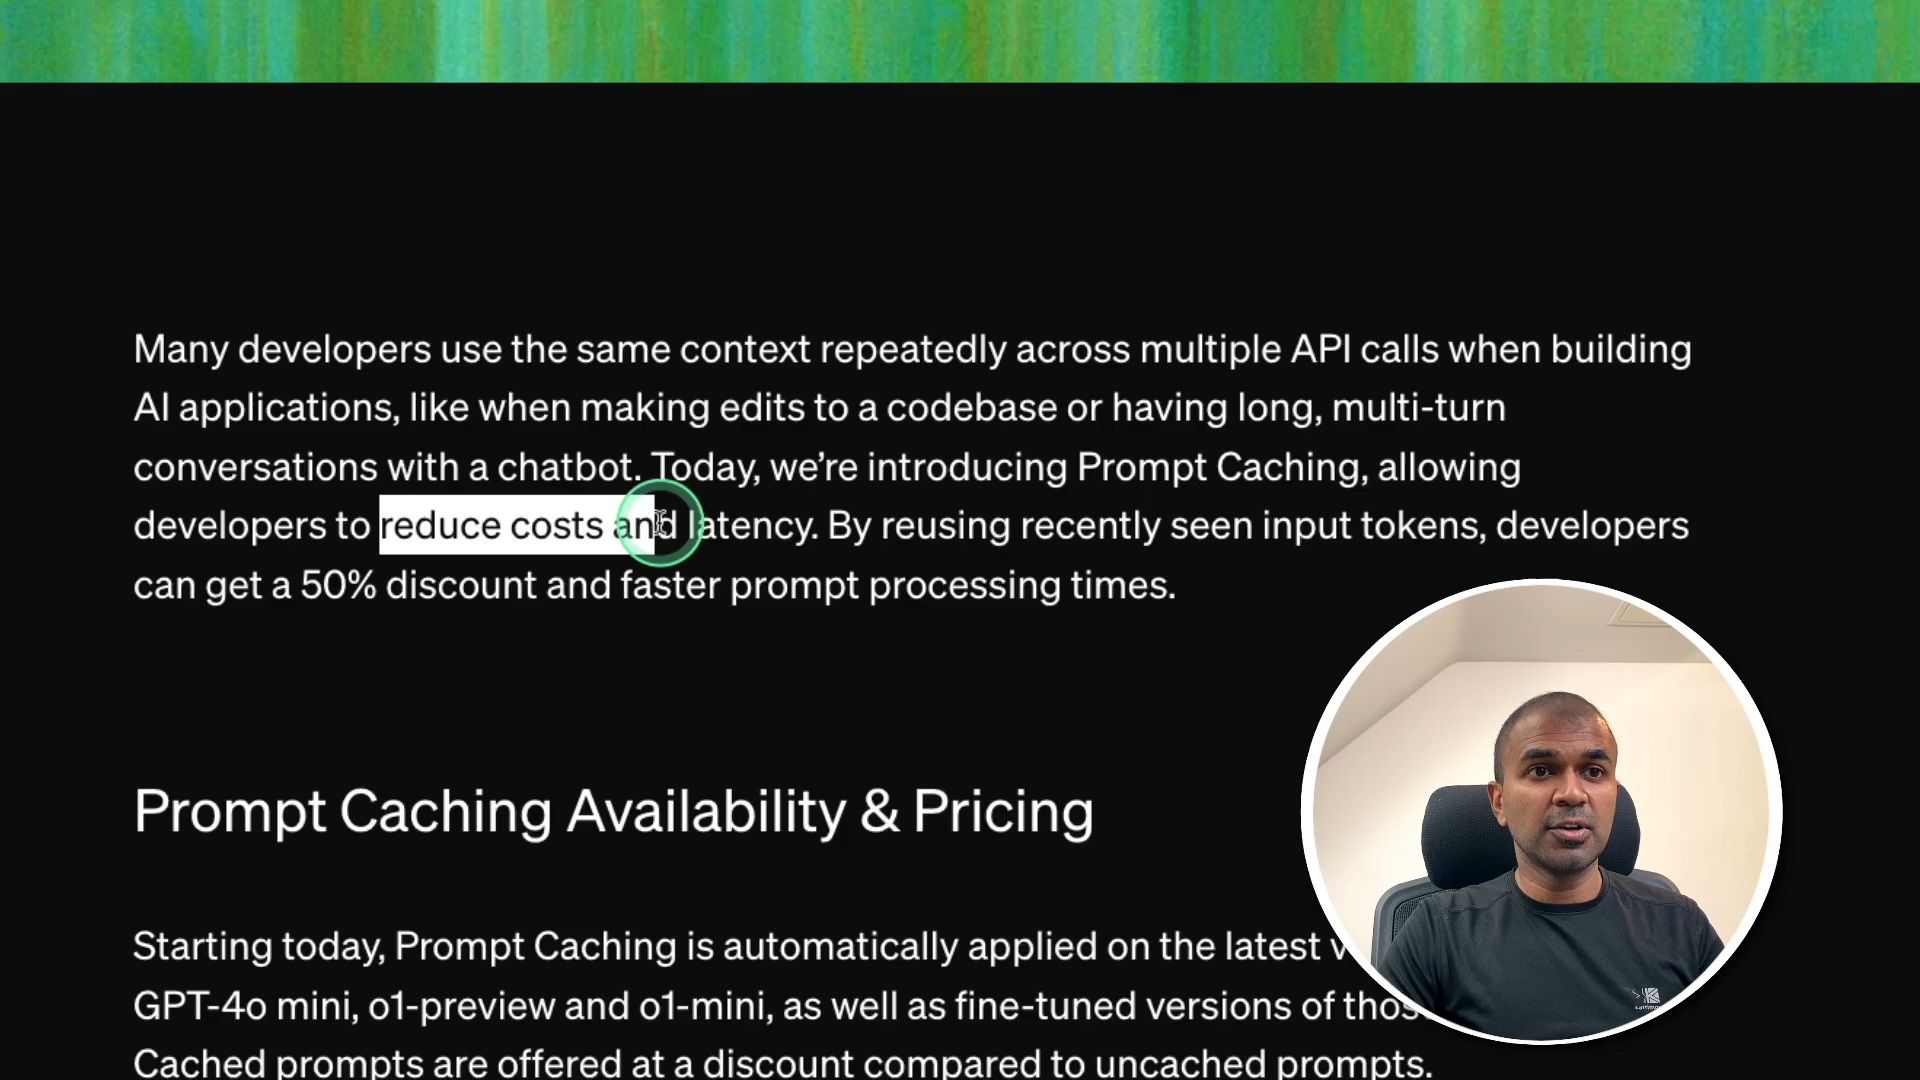 Many developers use the same context repeatedly across multiple API calls when building
AI applications, like when making edits to a codebase or having long, multi-turn
conversations with a chatbot. Today, we’re introducing Prompt Caching, allowing
developers to reduce costs and latency. By reusing recently seen input tokens, developers
can get a 50% discount and faster prompt processing times.
Prompt Caching Availability & Pricing
Starting today, Prompt Caching is automatically applied on the latest
GPT-4o mini, o1-preview and o1-mini, as well as fine-tuned versions of
Cached prompts are offered at a discount compared to uncached prompts.